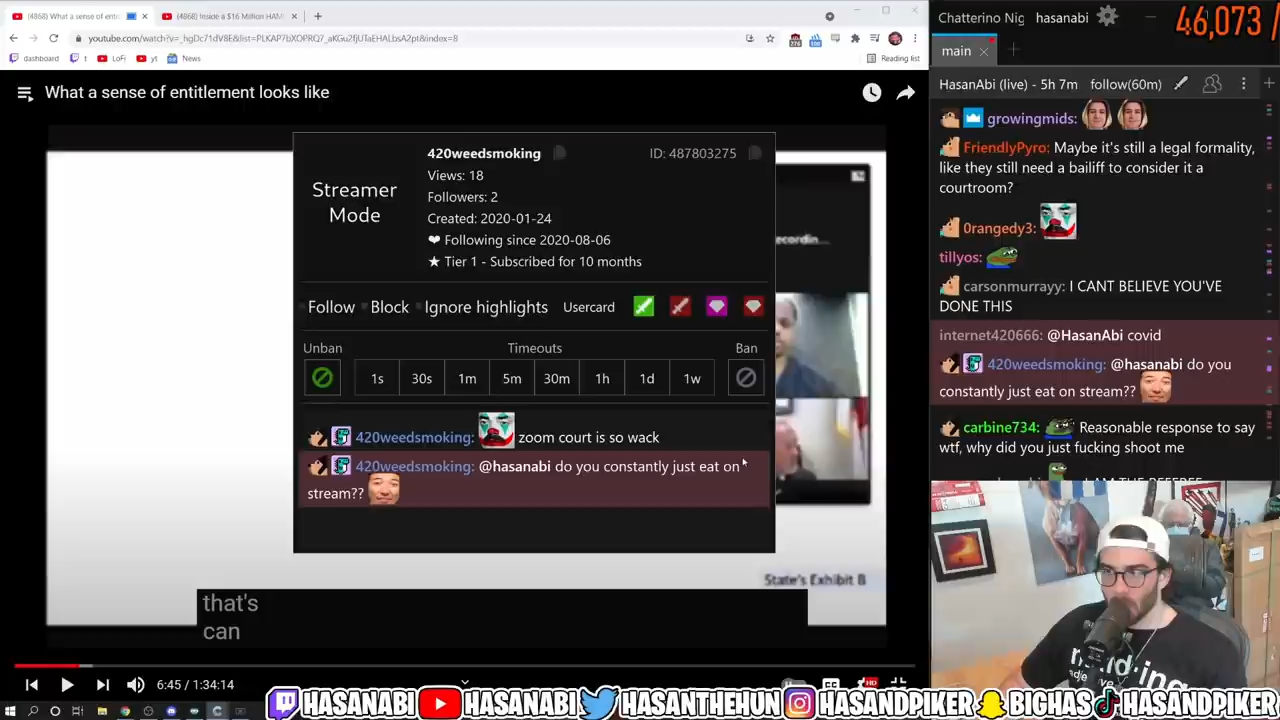 (4868) What a sense of entitl
(4868) Inside a $16 Million HAM
youtube.com/watch?v=_hgDc71dV8E&list=PLKAP7bXOPRQ7_aKGu2fjUTaEHALbsA2pt&index=8
dashboard
t
LoFi
yt
News
Reading list
What a sense of entitlement looks like
Streamer
Mode
420weedsmoking
ID: 487803275
Views: 18
Followers: 2
Created: 2020-01-24
Following since 2020-08-06
Tier 1 - Subscribed for 10 months
Follow Block Ignore highlights Usercard
Unban Timeouts Ban
1s 30s 1m 5m 30m 1h 1d 1w
420weedsmoking: zoom court is so wack
420weedsmoking: @hasanabi do you constantly just eat on
stream??
State's Exhibit B
that's
can
6:45 / 1:34:14
HD
Chatterino Nig hasanabi
46,073 /
main
HasanAbi (live) - 5h 7m follow(60m)
growingmids:
FriendlyPyro: Maybe it's still a legal formality,
like they still need a bailiff to consider it a
courtroom?
0rangedy3:
tillyos:
carsonmurrayy: I CANT BELIEVE YOU'VE
DONE THIS
internet420666: @HasanAbi covid
420weedsmoking: @hasanabi do you
constantly just eat on stream??
carbine734: Reasonable response to say
wtf, why did you just fucking shoot me
HASANABI HASANABI HASANTHEHUN HASANDPIKER BIGHAS HASANDPIKER